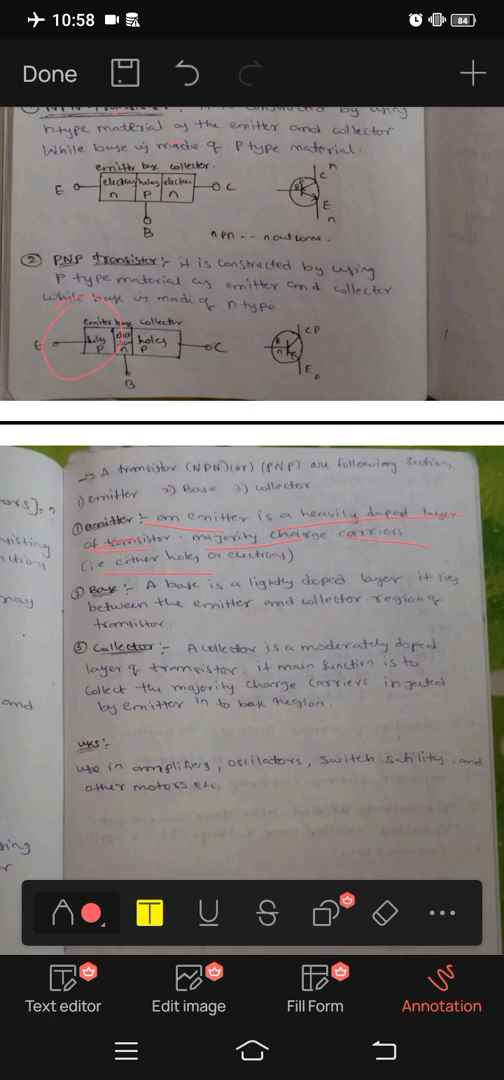 10:58
84
Done
n type material as the emitter and collector
While base is made of P type material.
emitter base collector.
E electrons holes electron C
n P n
B
C n
E
n
npn -- n outsome.
② PNP transistor:- it is constructed by using
P type material as emitter and collector
while base is made of n type.
emitter base collector
E holes holes C
P n P
B
CP
n
E
→ A transistor (NPN) (or) (PNP) are following Section
1) emitter 2) Base 3) collector.
① emitter:- an emitter is a heavily doped layer
of transistor. majority charge carriers
(i.e either holes or electrons)
② Base:- A base is a lightly doped layer it lies
between the emitter and collector region of
transistor.
③ Collector:- A collector is a moderately doped
layer of transistor. it main function is to
collect the majority charge carriers injected
by emitter in to base region.
uses:-
use in amplifiers, oscilators, switch and
other motors etc.
ors]:-
may
and
T
U
S
Text editor
Edit image
Fill Form
Annotation